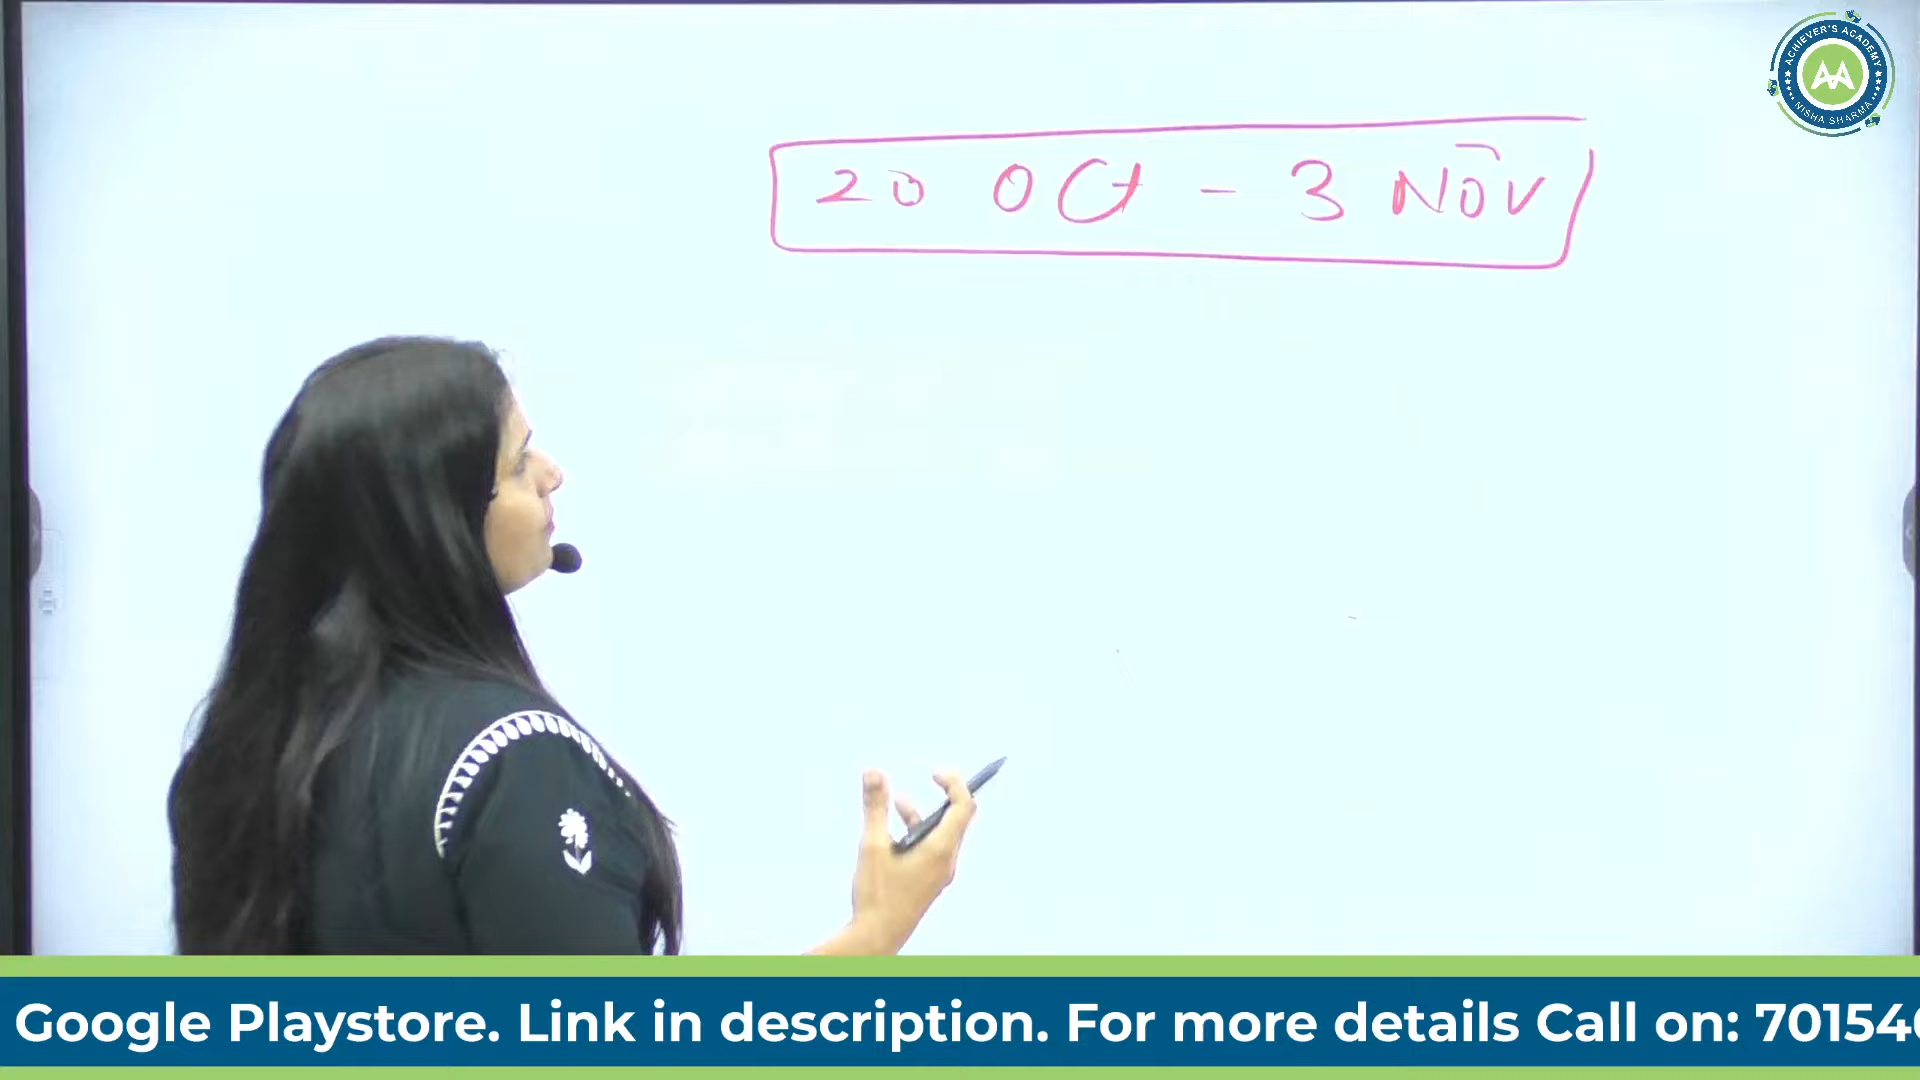 ACHIEVER'S ACADEMY
AA
NISHA SHARMA
20 Oct - 3 Nov
Google Playstore. Link in description. For more details Call on: 70154